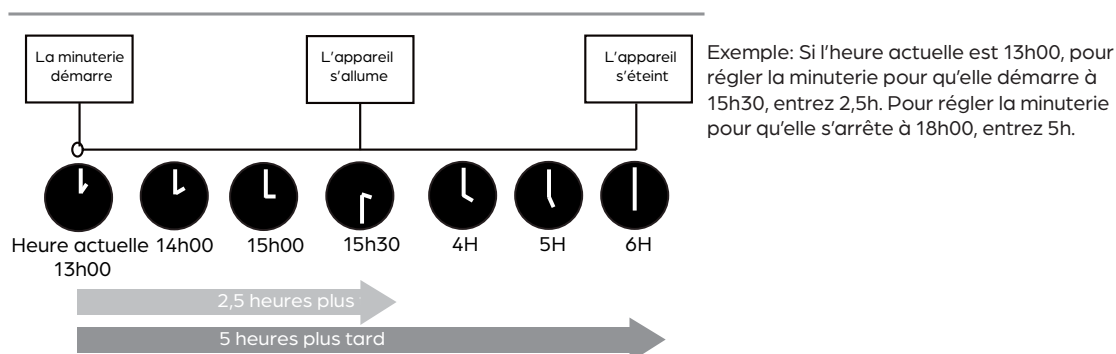 La minuterie
démarre
L'appareil
s'allume
L'appareil
s'éteint
Exemple: Si l'heure actuelle est 13h00, pour
régler la minuterie pour qu'elle démarre à
15h30, entrez 2,5h. Pour régler la minuterie
pour qu'elle s'arrête à 18h00, entrez 5h.
Heure actuelle 14h00 15h00 15h30 4H 5H 6H
13h00
2,5 heures plus
5 heures plus tard